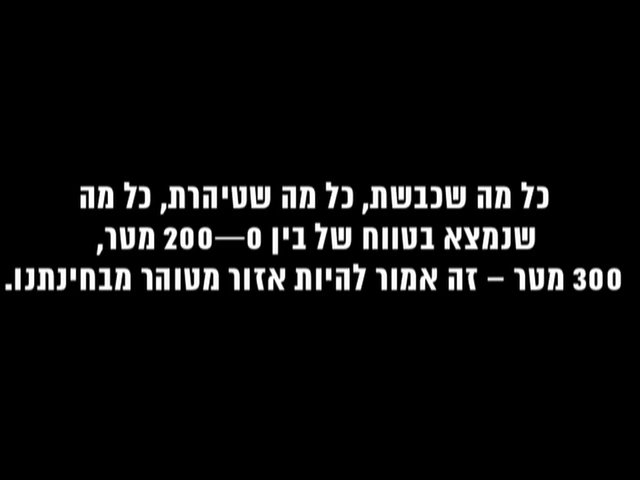 כל מה שכבשת, כל מה שטיהרת, כל מה
שנמצא בטווח של בין 0—200 מטר,
300 מטר – זה אמור להיות אזור מטוהר מבחינתנו.